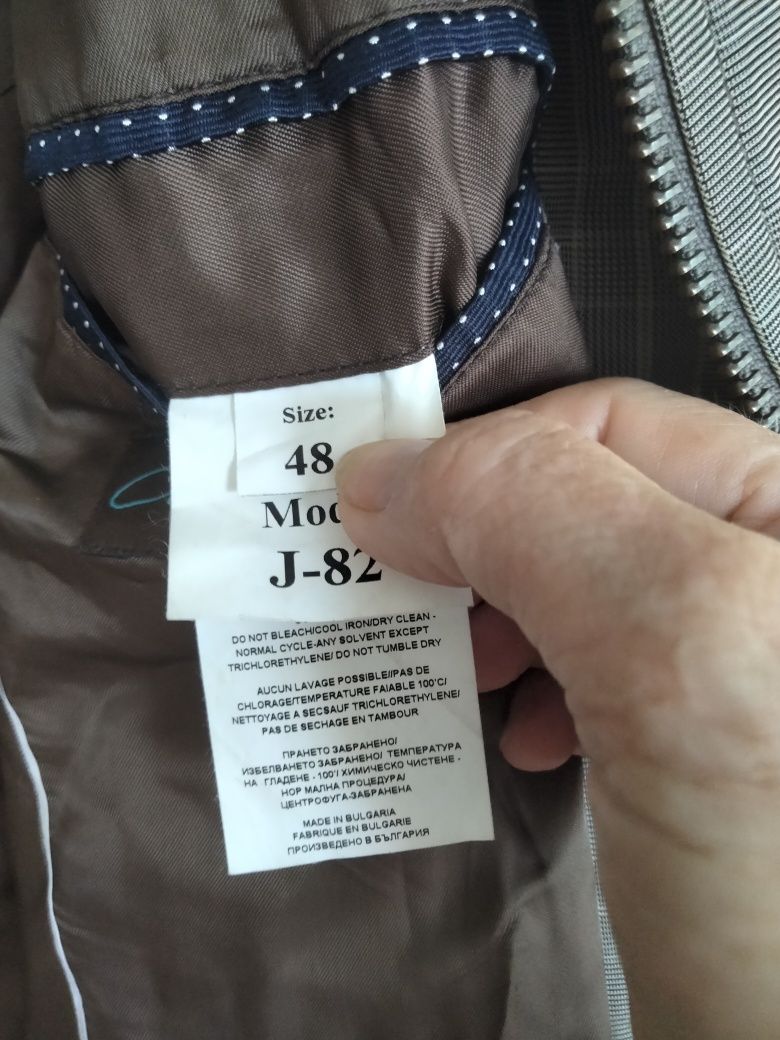 Size:
48
J-82
DO NOT BLEACH/COOL IRON/DRY CLEAN -
NORMAL CYCLE-ANY SOLVENT EXCEPT
TRICHLORETHYLENE/ DO NOT TUMBLE DRY
AUCUN LAVAGE POSSIBLE//PAS DE
CHLORAGE/TEMPERATURE FAIABLE 100'C/
NETTOYAGE A SECSAUF TRICHLORETHYLENE/
PAS DE SECHAGE EN TAMBOUR
ПРАНЕТО ЗАБРАНЕНО/
ИЗБЕЛВАНЕТО ЗАБРАНЕНО/ ТЕМПЕРАТУРА
НА ГЛАДЕНЕ - 100'/ ХИМИЧЕСКО ЧИСТЕНЕ -
НОР МАЛНА ПРОЦЕДУРА/
ЦЕНТРОФУГА-ЗАБРАНЕНА
MADE IN BULGARIA
FABRIQUE EN BULGARIE
ПРОИЗВЕДЕНО В БЪЛГАРИЯ